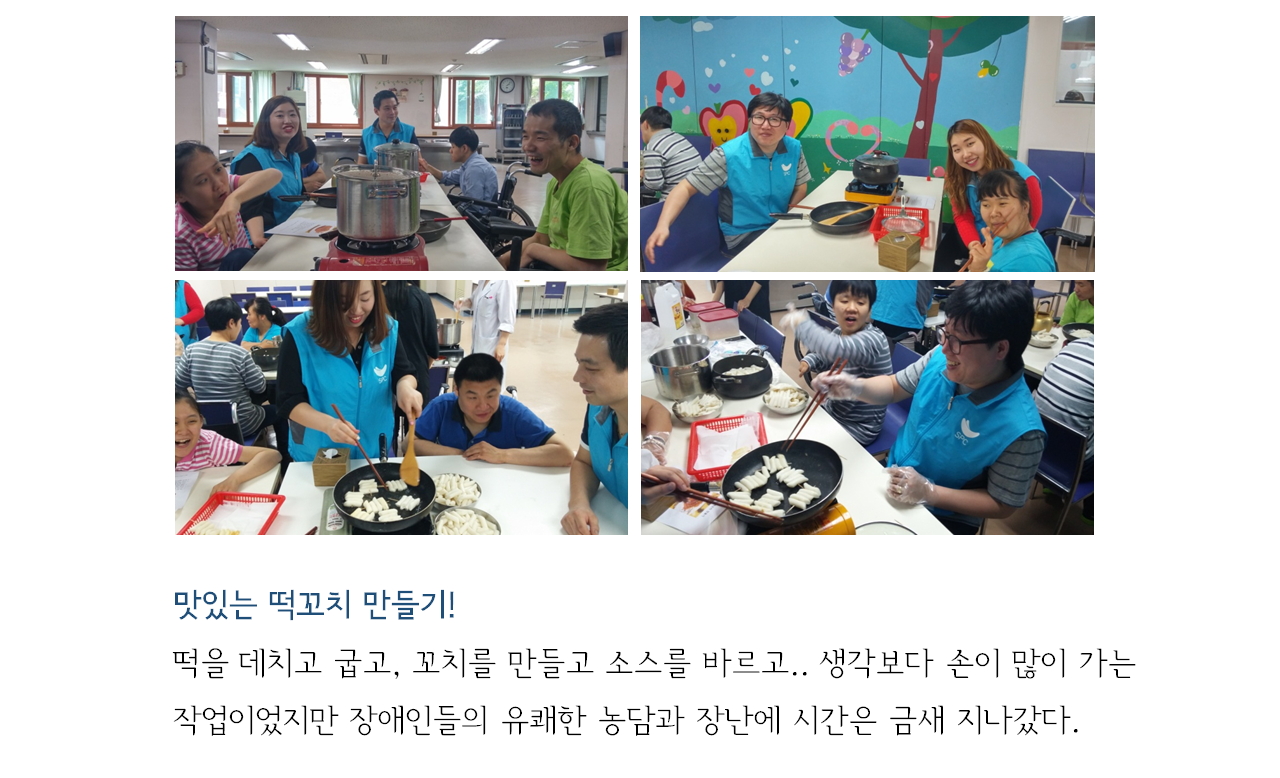 SPC
SPC
맛있는 떡꼬치 만들기!
떡을 데치고 굽고, 꼬치를 만들고 소스를 바르고.. 생각보다 손이 많이 가는
작업이었지만 장애인들의 유쾌한 농담과 장난에 시간은 금새 지나갔다.